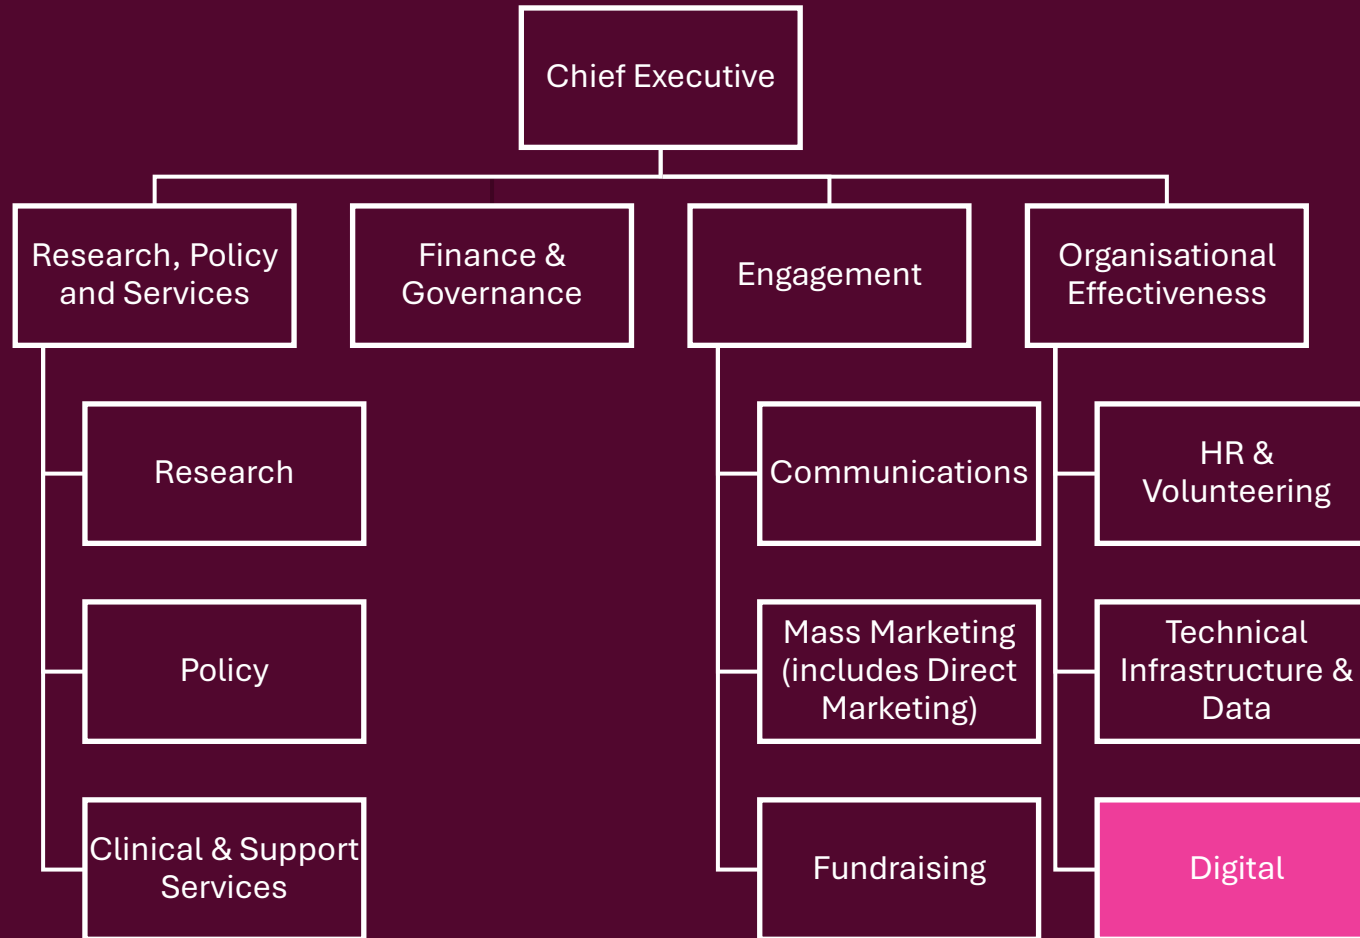 Chief Executive
Research, Policy
and Services
Finance &
Governance
Engagement
Organisational
Effectiveness
Research
Policy
Clinical & Support
Services
Communications
Mass Marketing
(includes Direct
Marketing)
Fundraising
HR &
Volunteering
Technical
Infrastructure &
Data
Digital